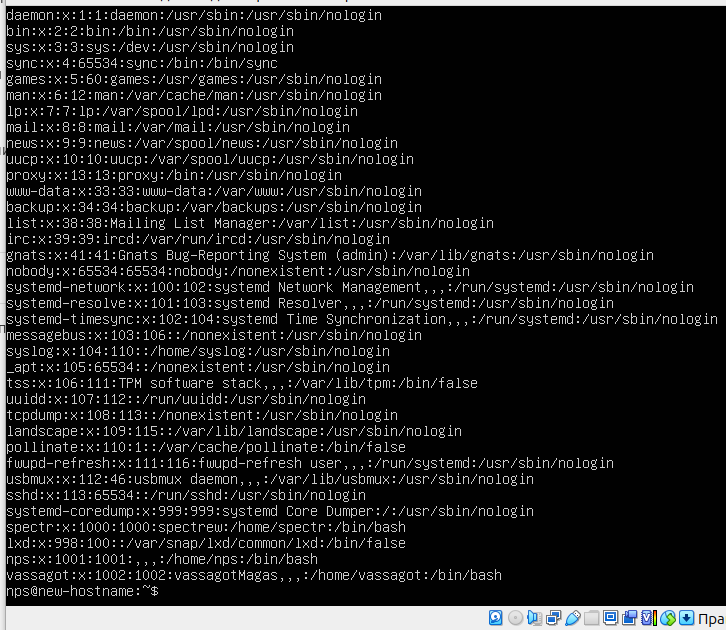 daemon:x:1:1:daemon:/usr/sbin:/usr/sbin/nologin
bin:x:2:2:bin:/bin:/usr/sbin/nologin
sys:x:3:3:sys:/dev:/usr/sbin/nologin
sync:x:4:65534:sync:/bin:/bin/sync
games:x:5:60:games:/usr/games:/usr/sbin/nologin
man:x:6:12:man:/var/cache/man:/usr/sbin/nologin
lp:x:7:7:lp:/var/spool/lpd:/usr/sbin/nologin
mail:x:8:8:mail:/var/mail:/usr/sbin/nologin
news:x:9:9:news:/var/spool/news:/usr/sbin/nologin
uucp:x:10:10:uucp:/var/spool/uucp:/usr/sbin/nologin
proxy:x:13:13:proxy:/bin:/usr/sbin/nologin
www-data:x:33:33:www-data:/var/www:/usr/sbin/nologin
backup:x:34:34:backup:/var/backups:/usr/sbin/nologin
list:x:38:38:Mailing List Manager:/var/list:/usr/sbin/nologin
irc:x:39:39:ircd:/var/run/ircd:/usr/sbin/nologin
gnats:x:41:41:Gnats Bug-Reporting System (admin):/var/lib/gnats:/usr/sbin/nologin
nobody:x:65534:65534:nobody:/nonexistent:/usr/sbin/nologin
systemd-network:x:100:102:systemd Network Management,,,:/run/systemd:/usr/sbin/nologin
systemd-resolve:x:101:103:systemd Resolver,,,:/run/systemd:/usr/sbin/nologin
systemd-timesync:x:102:104:systemd Time Synchronization,,,:/run/systemd:/usr/sbin/nologin
messagebus:x:103:106::/nonexistent:/usr/sbin/nologin
syslog:x:104:110::/home/syslog:/usr/sbin/nologin
_apt:x:105:65534::/nonexistent:/usr/sbin/nologin
tss:x:106:111:TPM software stack,,,:/var/lib/tpm:/bin/false
uuidd:x:107:112::/run/uuidd:/usr/sbin/nologin
tcpdump:x:108:113::/nonexistent:/usr/sbin/nologin
landscape:x:109:115::/var/lib/landscape:/usr/sbin/nologin
pollinate:x:110:1::/var/cache/pollinate:/bin/false
fwupd-refresh:x:111:116:fwupd-refresh user,,,:/run/systemd:/usr/sbin/nologin
usbmux:x:112:46:usbmux daemon,,,:/var/lib/usbmux:/usr/sbin/nologin
sshd:x:113:65534::/run/sshd:/usr/sbin/nologin
systemd-coredump:x:999:999:systemd Core Dumper:/:/usr/sbin/nologin
spectr:x:1000:1000:spectrew:/home/spectr:/bin/bash
lxd:x:998:100::/var/snap/lxd/common/lxd:/bin/false
nps:x:1001:1001:,,,:/home/nps:/bin/bash
vassagot:x:1002:1002:vassagotMagas,,,:/home/vassagot:/bin/bash
nps@new-hostname:~$
Пра